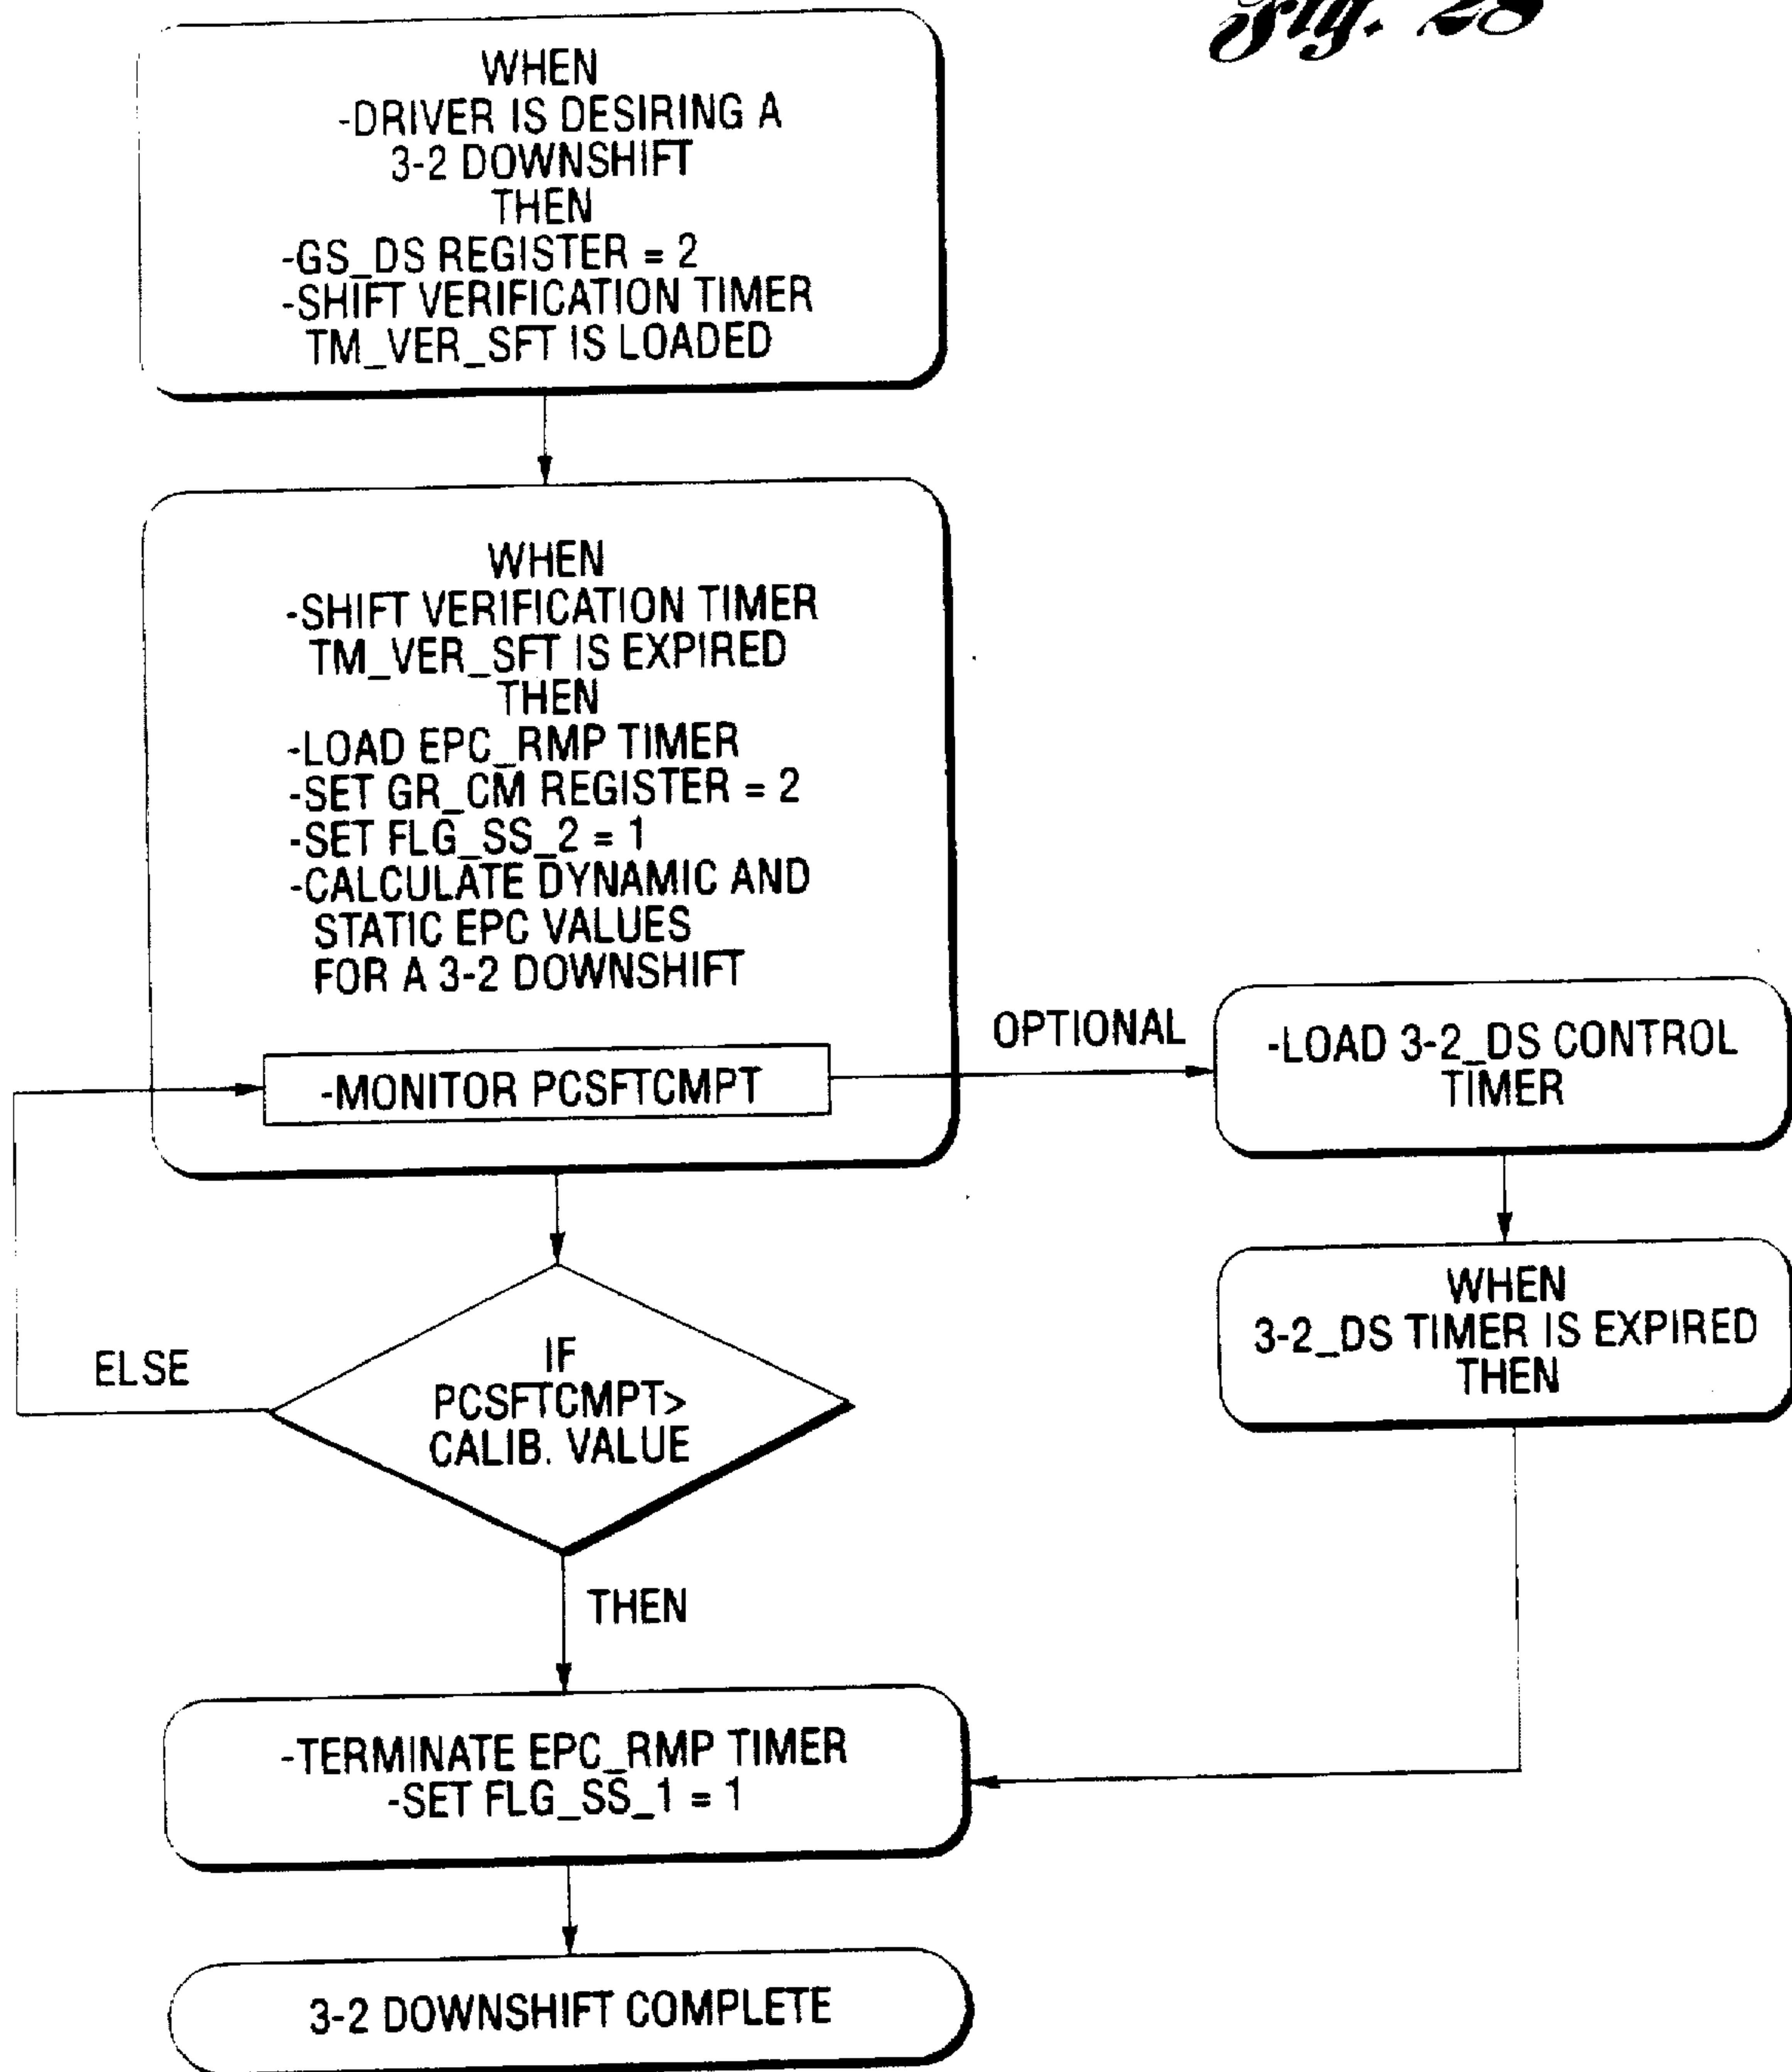 Fig. 28
WHEN
-DRIVER IS DESIRING A
3-2 DOWNSHIFT
THEN
-GS_DS REGISTER = 2
-SHIFT VERIFICATION TIMER
TM_VER_SFT IS LOADED
WHEN
-SHIFT VERIFICATION TIMER
TM_VER_SFT IS EXPIRED
THEN
-LOAD EPC_RMP TIMER
-SET GR_CM REGISTER = 2
-SET FLG_SS_2 = 1
-CALCULATE DYNAMIC AND
STATIC EPC VALUES
FOR A 3-2 DOWNSHIFT
-MONITOR PCSFTCMPT
OPTIONAL
-LOAD 3-2_DS CONTROL
TIMER
WHEN
3-2_DS TIMER IS EXPIRED
THEN
ELSE
IF
PCSFTCMPT>
CALIB. VALUE
THEN
-TERMINATE EPC_RMP TIMER
-SET FLG_SS_1 = 1
3-2 DOWNSHIFT COMPLETE